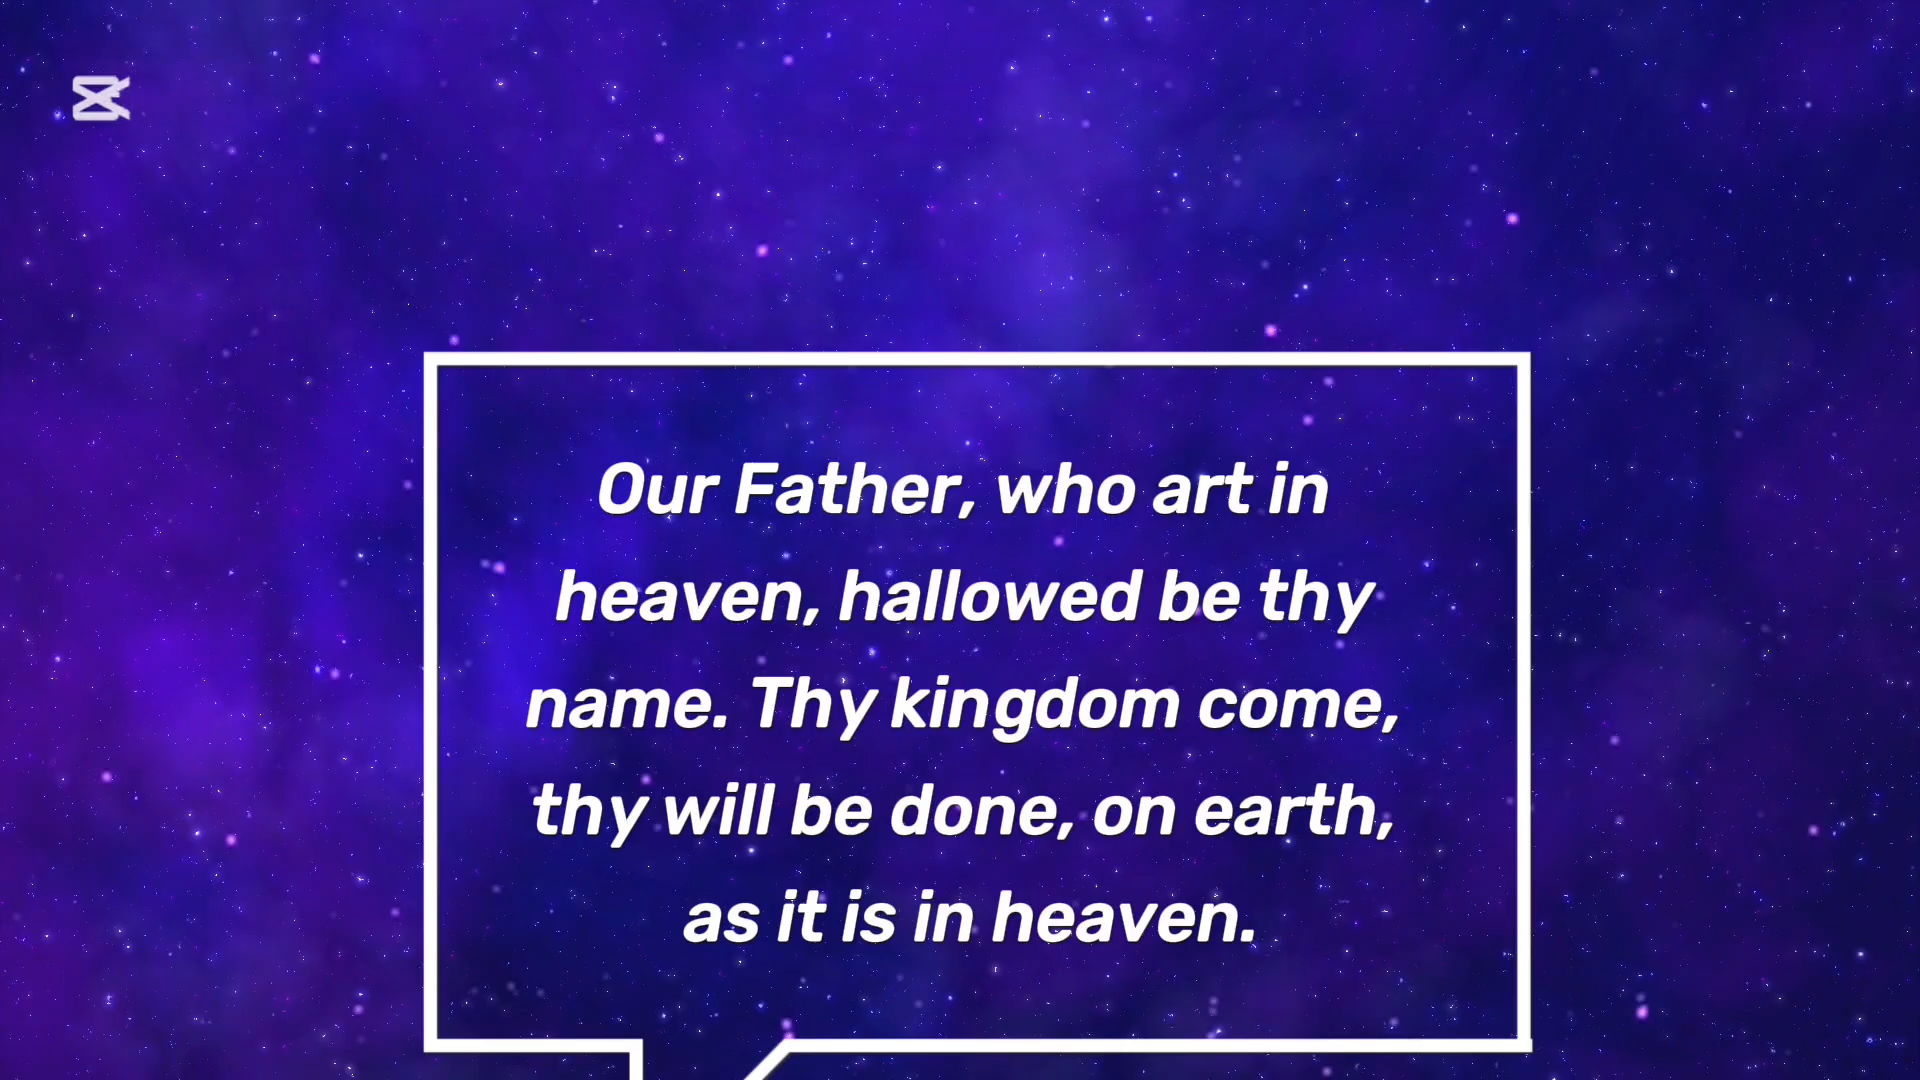 Our Father, who art in
heaven, hallowed be thy
name. Thy kingdom come,
thy will be done, on earth,
as it is in heaven.